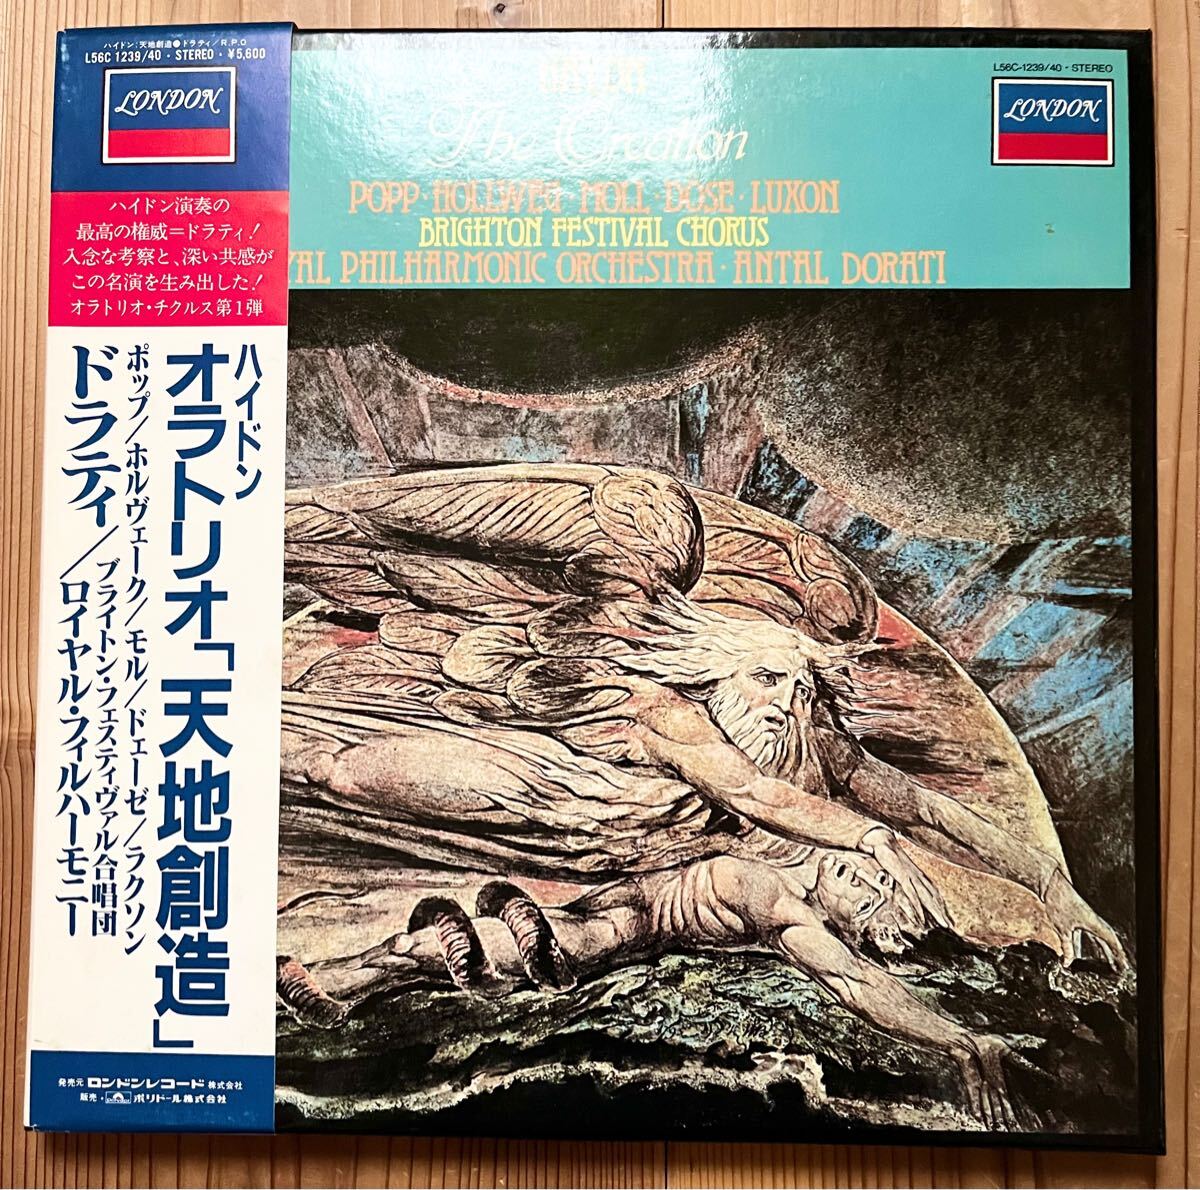 ハイドン:天地創造●ドラティ/R.P.O
L56C 1239/40・STEREO・¥5,600
LONDON
ハイドン演奏の
最高の権威=ドラティ!
入念な考察と、深い共感が
この名演を生み出した!
オラトリオ・チクルス第1弾
ハイドン
オラトリオ「天地創造」
ポップ/ホルヴェーク/モル/ドェーゼ/ラクソン
ブライトン・フェスティヴァル合唱団
ドラティ/ロイヤル・フィルハーモニー
発売元 ロンドンレコード 株式会社
販売・ ポリドール株式会社
HAYDN
The Creation
POPP・HOLLWEG・MOLL・DÖSE・LUXON
BRIGHTON FESTIVAL CHORUS
YAL PHILHARMONIC ORCHESTRA・ANTAL DORATI
L56C-1239/40・STEREO
LONDON